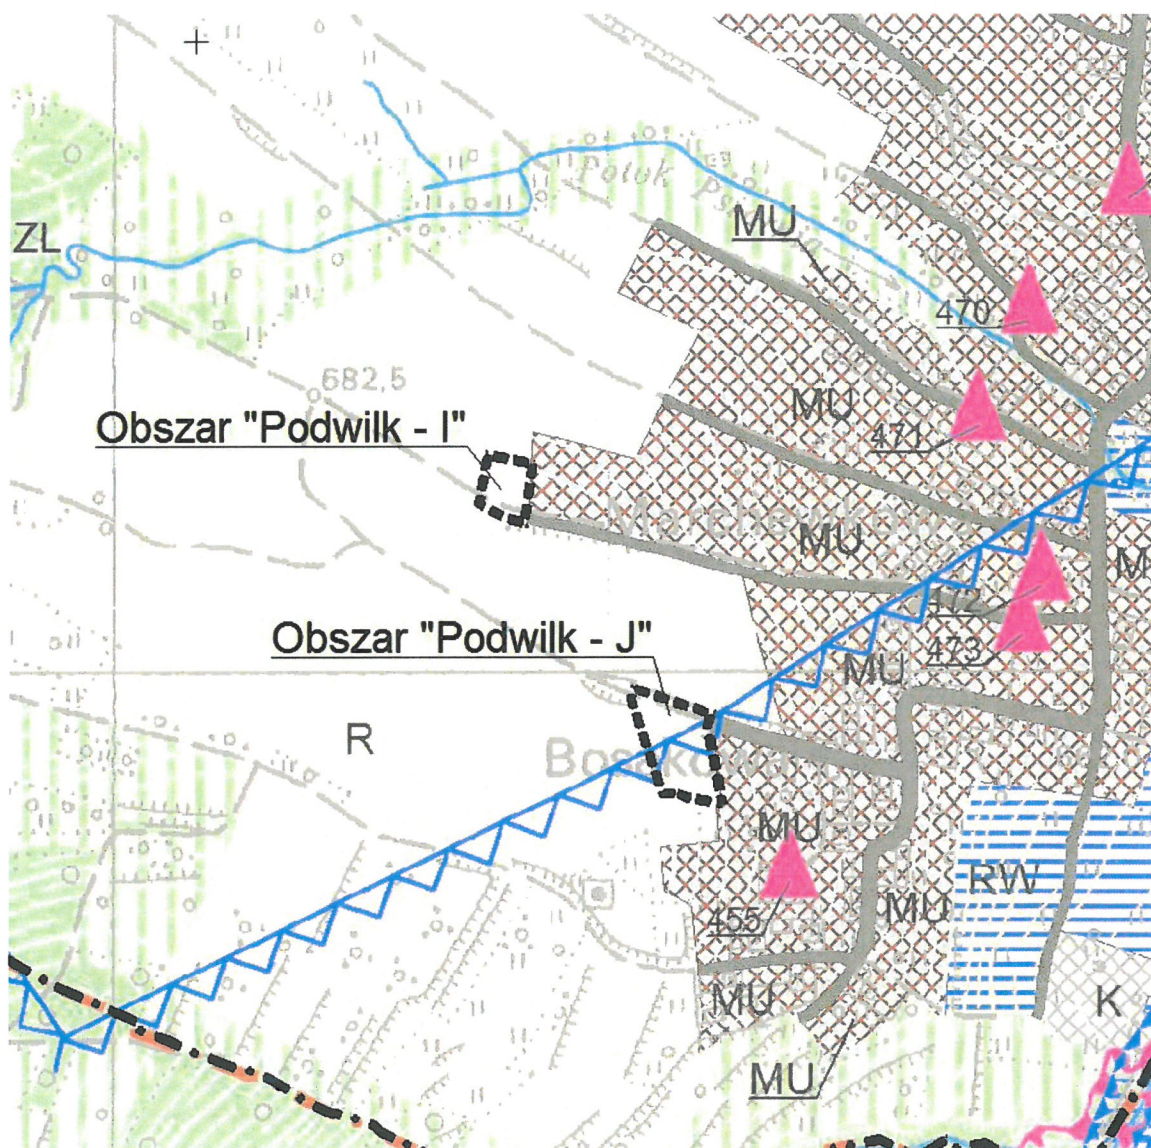 Potok
MU
ZL
470
682,5
MU
Obszar "Podwilk - I"
471
MU
M
472
Obszar "Podwilk - J"
473
MU
R
MU
RW
MU
455
MU
K
MU